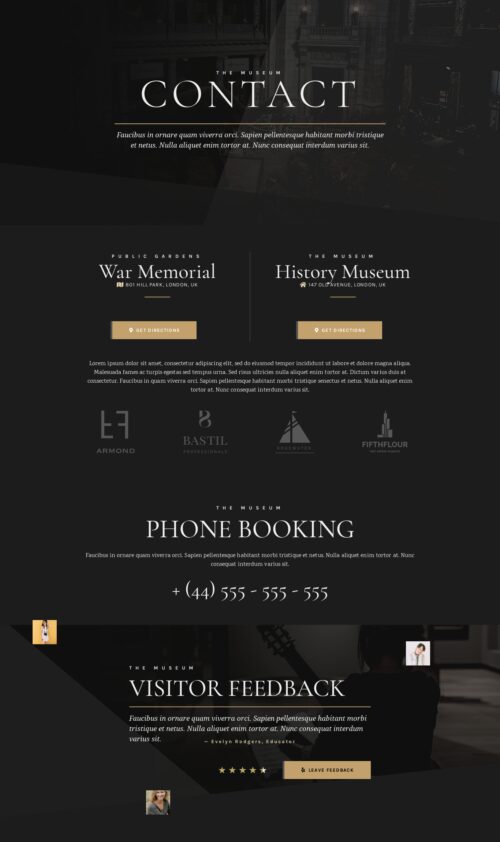 THE MUSEUM
CONTACT
Faucibus in ornare quam viverra orci. Sapien pellentesque habitant morbi tristique
et netus. Nulla aliquet enim tortor at. Nunc consequat interdum varius sit.
PUBLIC GARDENS
War Memorial
801 HILL PARK, LONDON, UK
GET DIRECTIONS
THE MUSEUM
History Museum
147 OLD AVENUE, LONDON, UK
GET DIRECTIONS
Lorem ipsum dolor sit amet, consectetur adipiscing elit, sed do eiusmod tempor incididunt ut labore et dolore magna aliqua.
Malesuada fames ac turpis egestas sed tempus urna. Sed risus ultricies nulla aliquet enim tortor at. Dictum varius duis at
consectetur. Faucibus in ornare quam viverra orci. Sapien pellentesque habitant morbi tristique senectus et netus. Nulla aliquet enim
tortor at. Nunc consequat interdum varius sit.
ARMOND
BASTIL
PROFESSIONALS
FIFTHFLOUR
THE MUSEUM
PHONE BOOKING
Faucibus in ornare quam viverra orci. Sapien pellentesque habitant morbi tristique et netus. Nulla aliquet enim tortor at. Nunc
consequat interdum varius sit.
+ (44) 555 - 555 - 555
THE MUSEUM
VISITOR FEEDBACK
Faucibus in ornare quam viverra orci. Sapien pellentesque habitant morbi
tristique et netus. Nulla aliquet enim tortor at. Nunc consequat interdum
varius sit.
— Evelyn Rodgers, Educator
LEAVE FEEDBACK